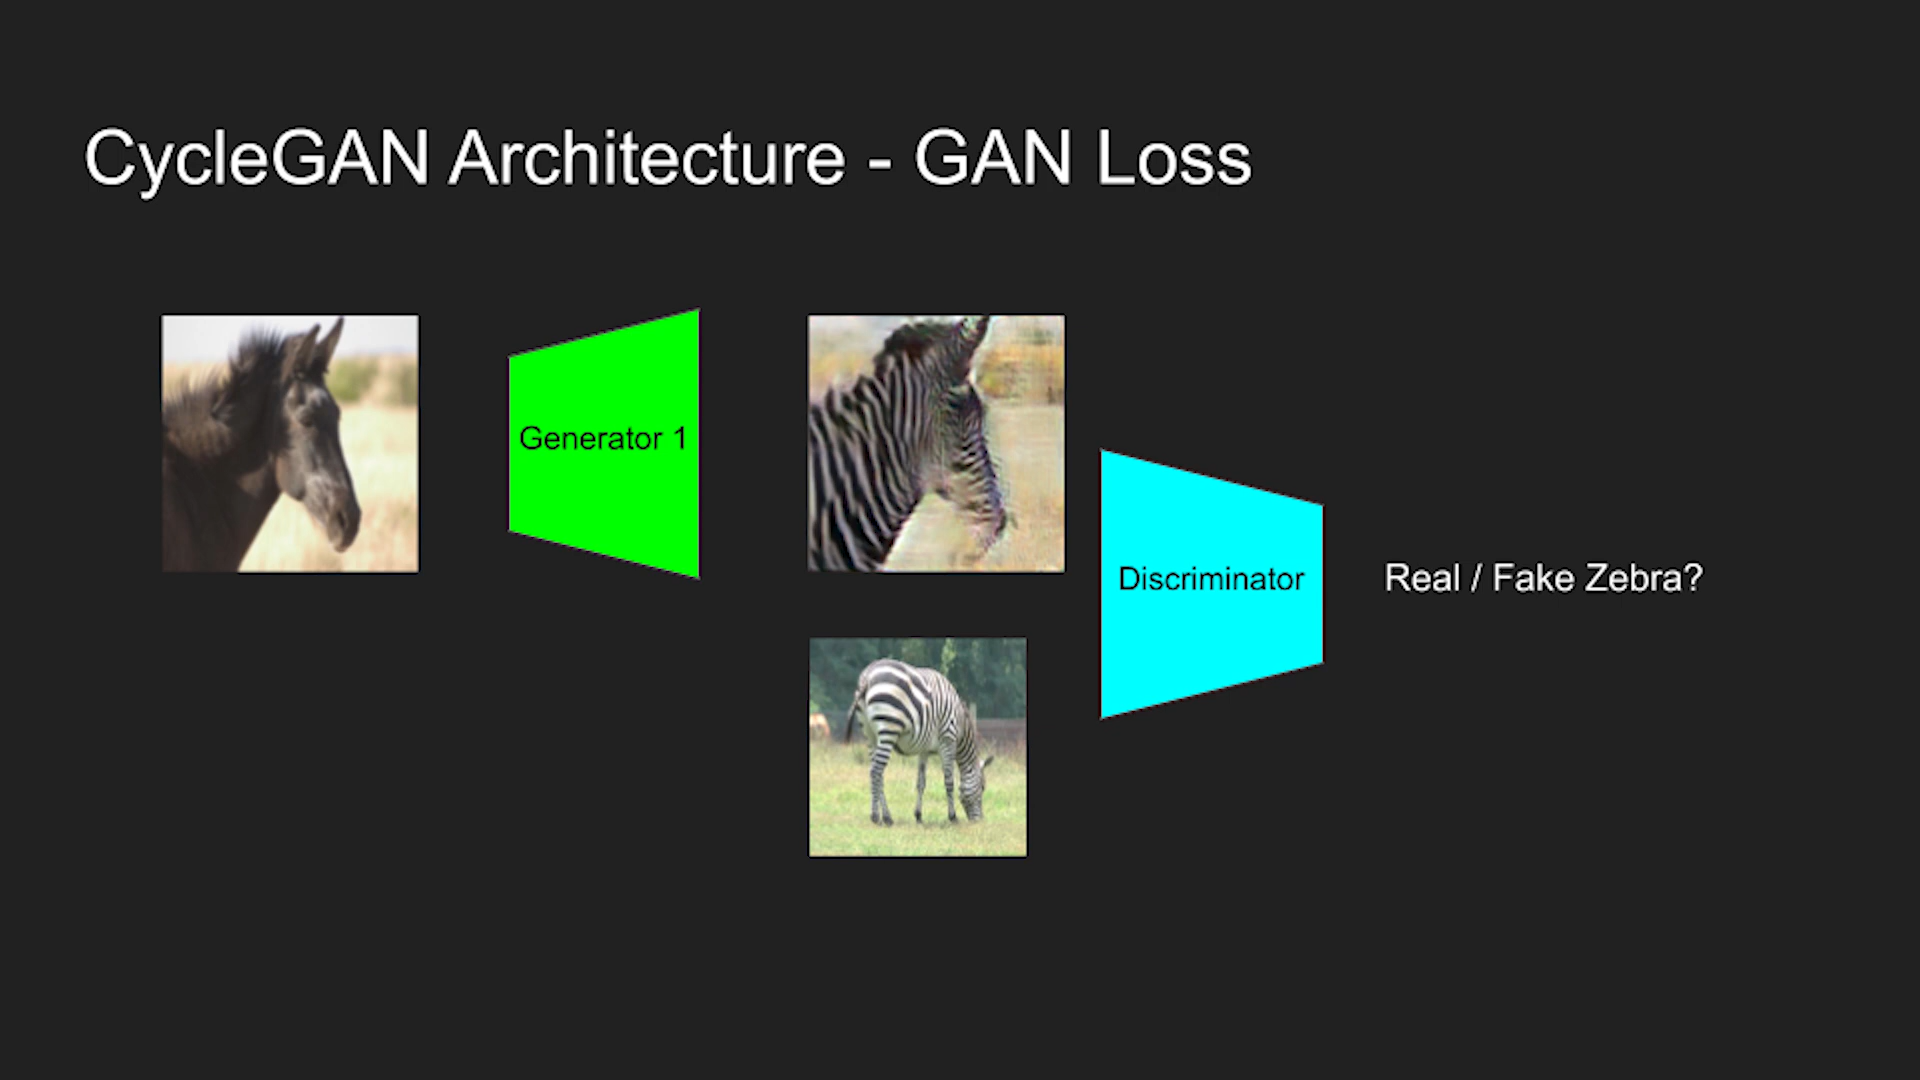 CycleGAN Architecture - GAN Loss
Generator 1
Discriminator
Real / Fake Zebra?